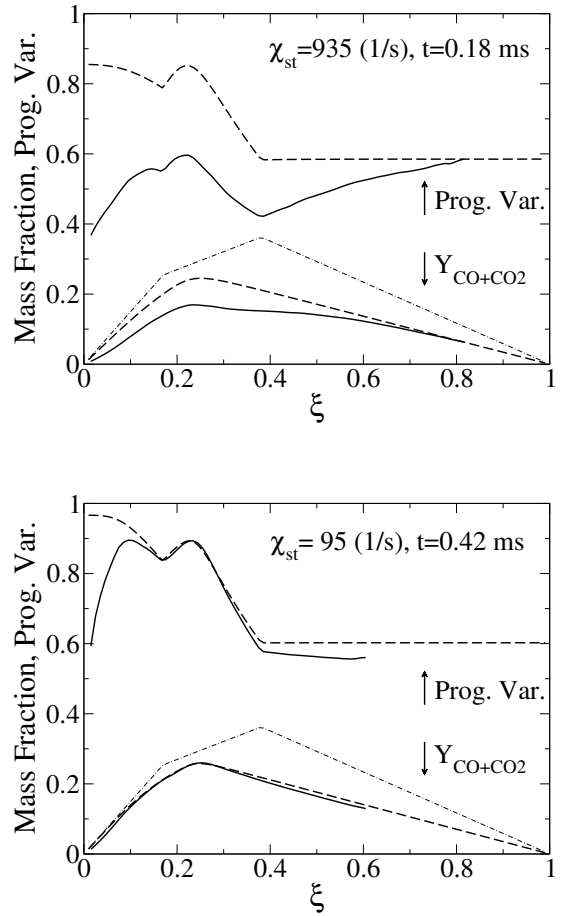 1
0.8
0.6
0.4
0.2
0
Mass Fraction, Prog. Var.
χst=935 (1/s), t=0.18 ms
Prog. Var.
YCO+CO2
0 0.2 0.4 0.6 0.8 1
ξ
1
0.8
0.6
0.4
0.2
0
Mass Fraction, Prog. Var.
χst= 95 (1/s), t=0.42 ms
Prog. Var.
YCO+CO2
0 0.2 0.4 0.6 0.8 1
ξ